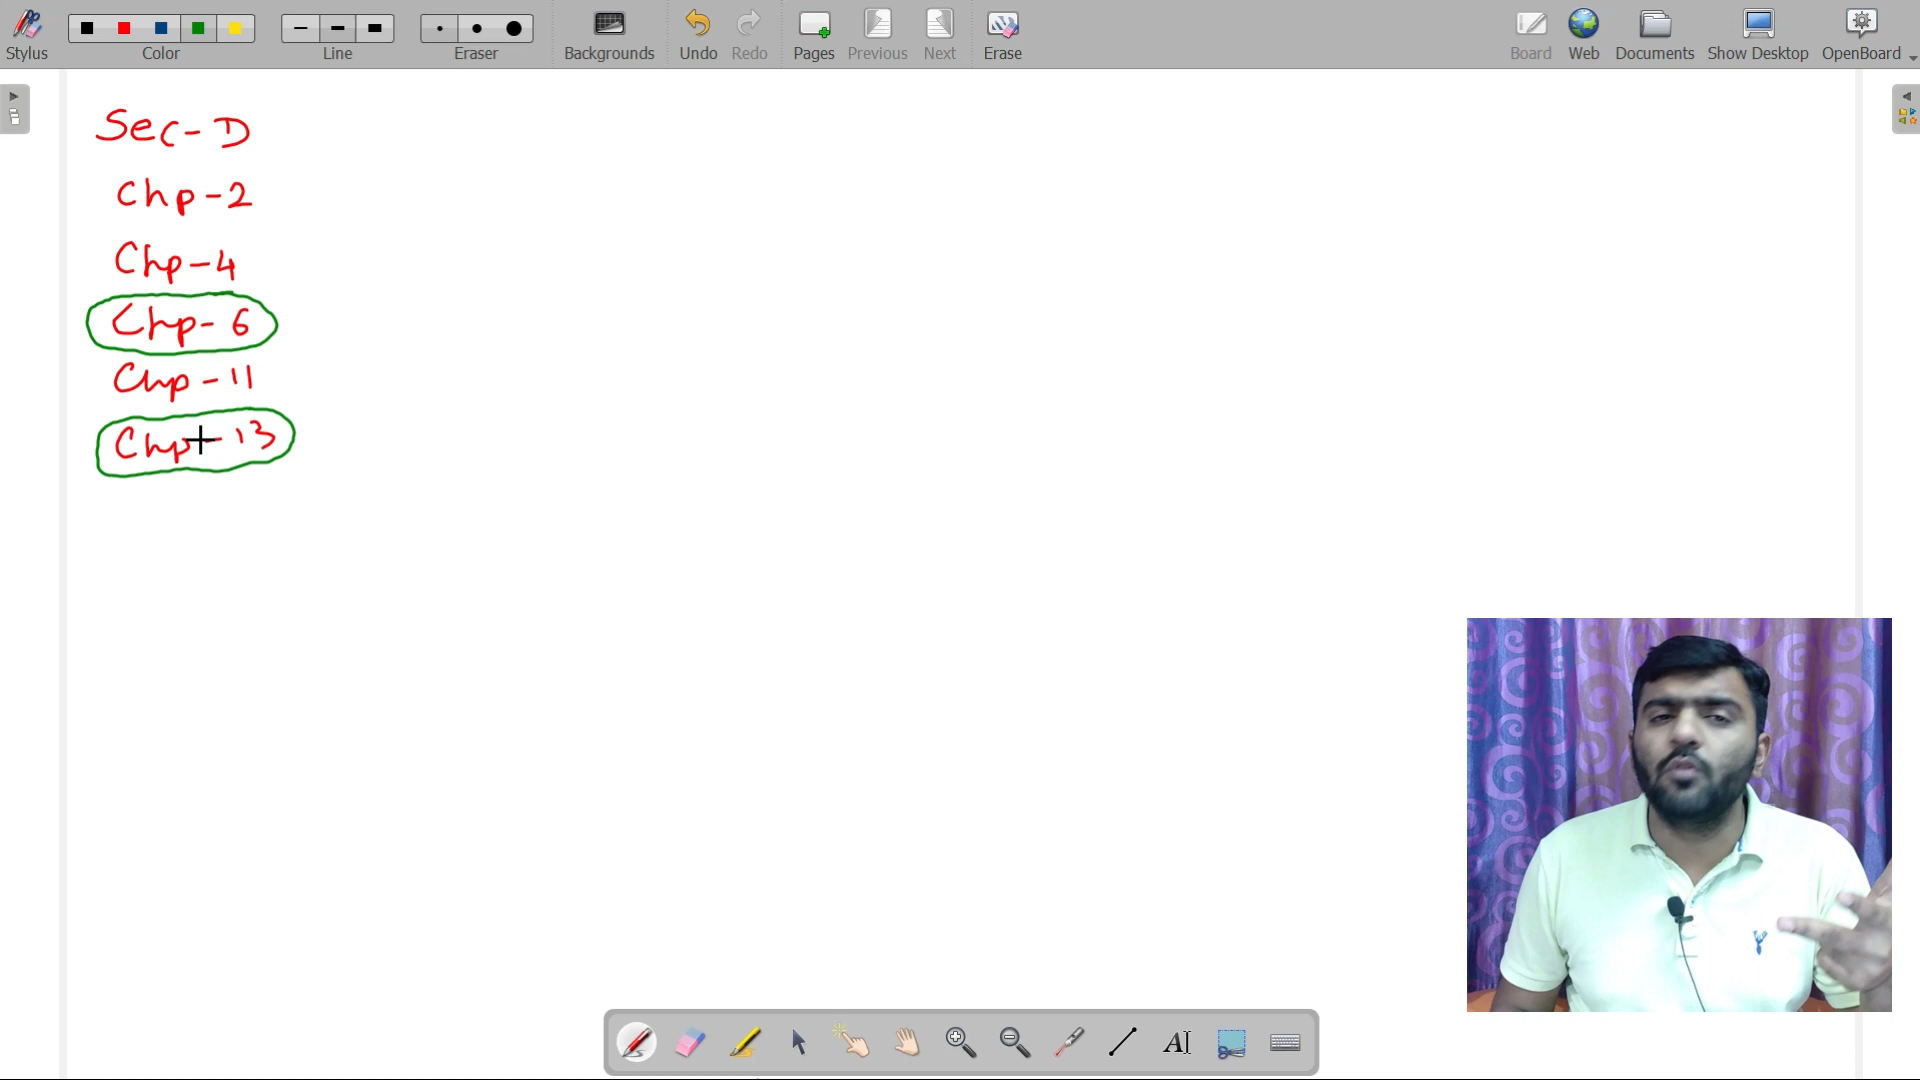 Stylus
Color
Line
Eraser
Backgrounds
Undo
Redo
Pages
Previous
Next
Erase
Board
Web
Documents
Show Desktop
OpenBoard
Sec - D
Chp - 2
Chp - 4
Chp - 6
Chp - 11
Chp - 13
AI